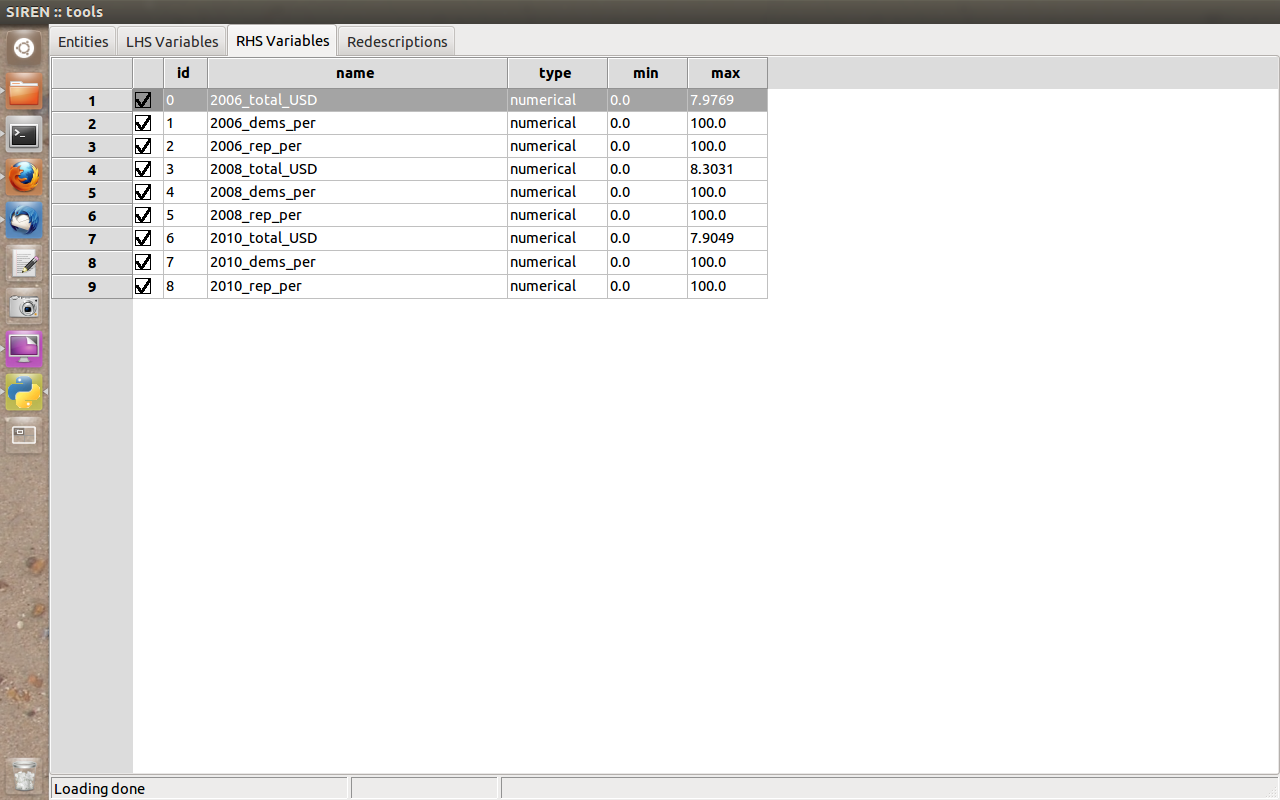 SIREN :: tools
Entities LHS Variables RHS Variables Redescriptions
id name type min max
1 0 2006_total_USD numerical 0.0 7.9769
2 1 2006_dems_per numerical 0.0 100.0
3 2 2006_rep_per numerical 0.0 100.0
4 3 2008_total_USD numerical 0.0 8.3031
5 4 2008_dems_per numerical 0.0 100.0
6 5 2008_rep_per numerical 0.0 100.0
7 6 2010_total_USD numerical 0.0 7.9049
8 7 2010_dems_per numerical 0.0 100.0
9 8 2010_rep_per numerical 0.0 100.0
Loading done